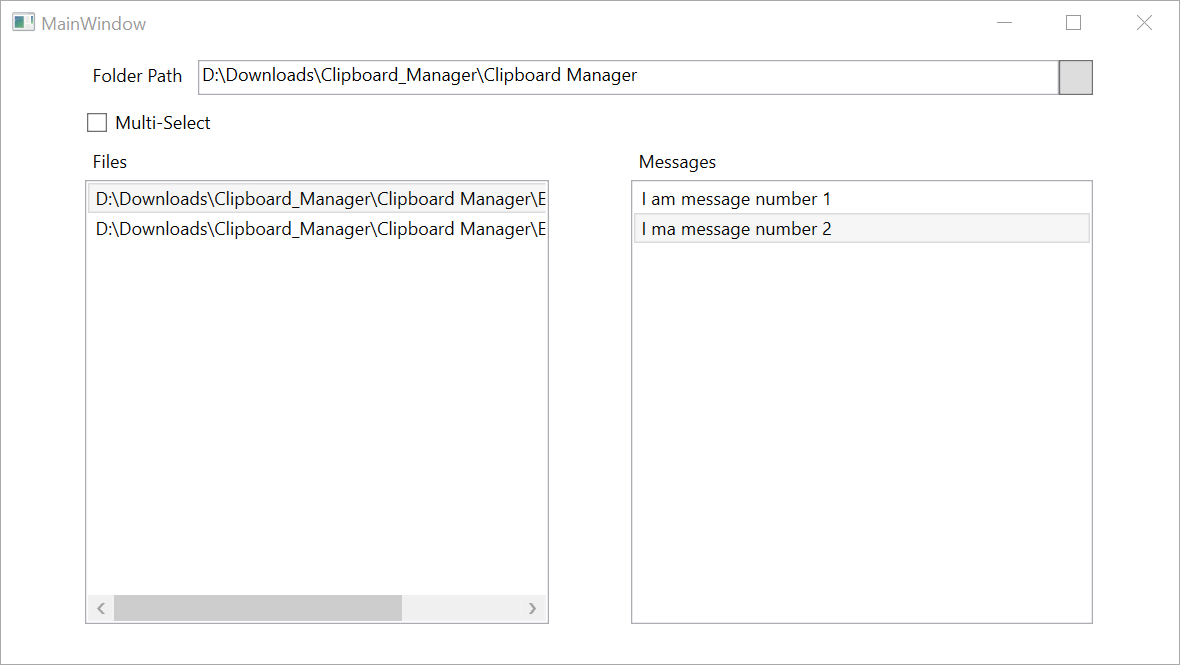 MainWindow
Folder Path D:\Downloads\Clipboard_Manager\Clipboard Manager
Multi-Select
Files
D:\Downloads\Clipboard_Manager\Clipboard Manager\E
D:\Downloads\Clipboard_Manager\Clipboard Manager\E
Messages
I am message number 1
I ma message number 2